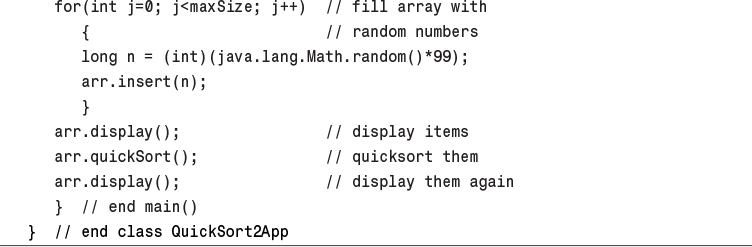 for(int j=0; j<maxSize; j++)  // fill array with
{                          // random numbers
long n = (int)(java.lang.Math.random()*99);
arr.insert(n);
}
arr.display();                // display items
arr.quickSort();              // quicksort them
arr.display();                // display them again
}  // end main()
}  // end class QuickSort2App